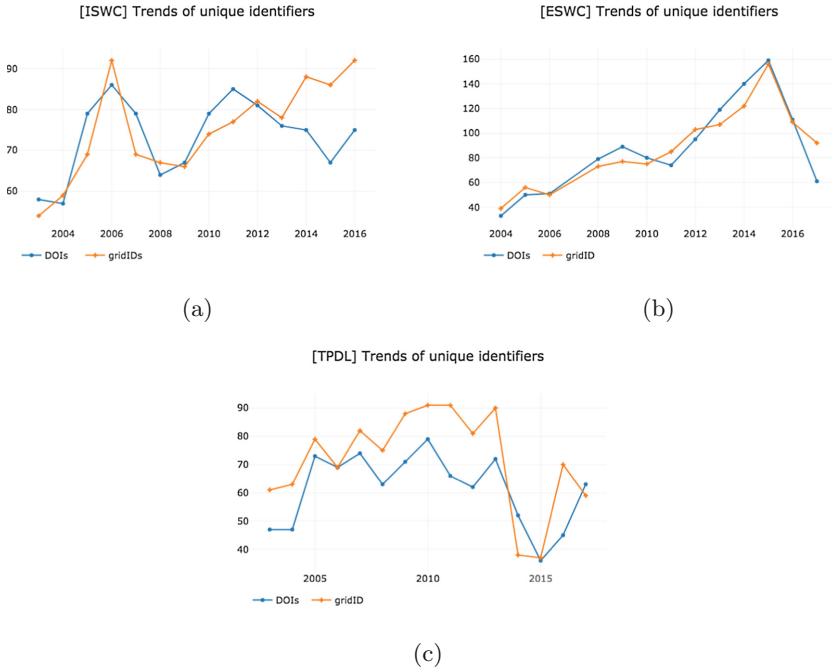 [ISWC] Trends of unique identifiers
90
80
70
60
2004 2006 2008 2010 2012 2014 2016
DOIs gridIDs
(a)
[ESWC] Trends of unique identifiers
160
140
120
100
80
60
40
2004 2006 2008 2010 2012 2014 2016
DOIs gridID
(b)
[TPDL] Trends of unique identifiers
90
80
70
60
50
40
2005 2010 2015
DOIs gridID
(c)